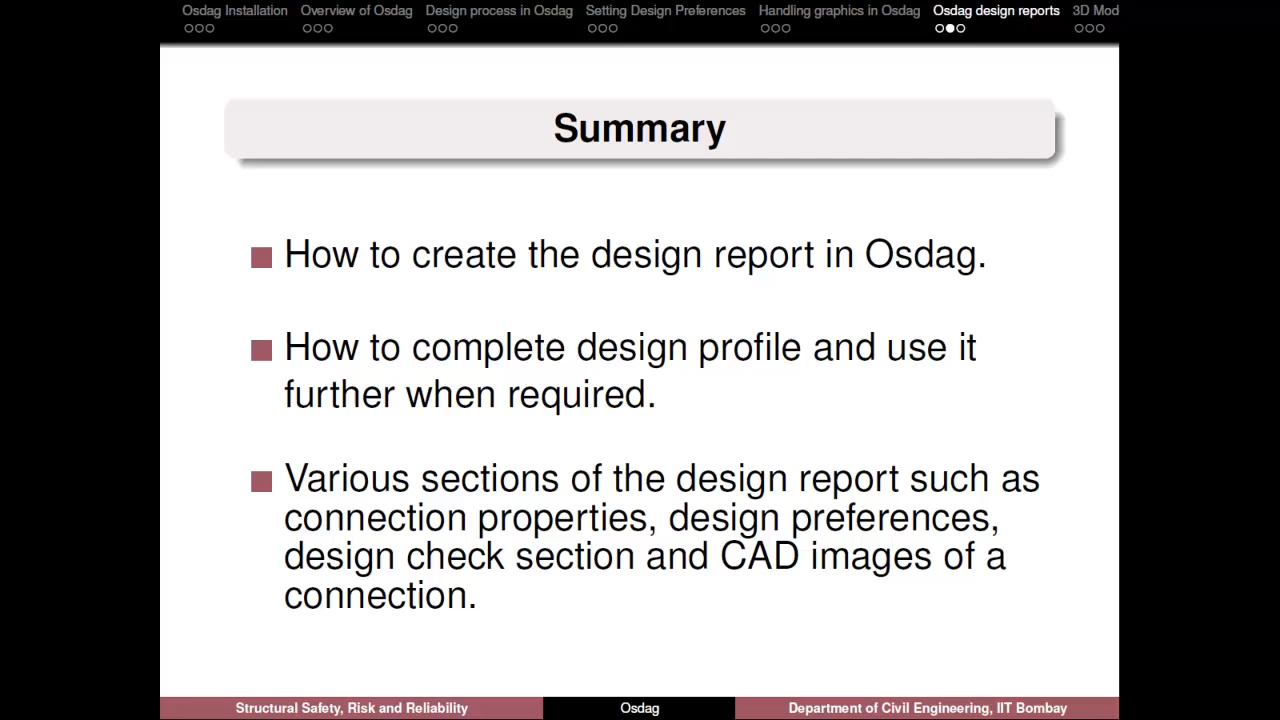 Osdag Installation Overview of Osdag Design process in Osdag Setting Design Preferences Handling graphics in Osdag Osdag design reports 3D Mod
Summary
How to create the design report in Osdag.
How to complete design profile and use it
further when required.
Various sections of the design report such as
connection properties, design preferences,
design check section and CAD images of a
connection.
Structural Safety, Risk and Reliability Osdag Department of Civil Engineering, IIT Bombay